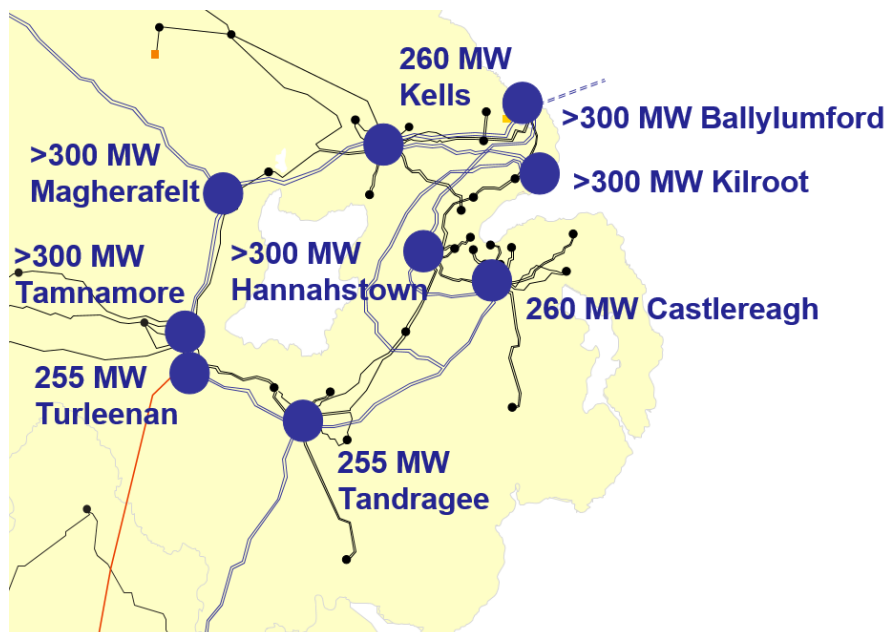 260 MW
Kells
>300 MW Ballylumford
>300 MW
Magherafelt
>300 MW Kilroot
>300 MW
Tamnamore
>300 MW
Hannahstown
260 MW Castlereagh
255 MW
Turleenan
255 MW
Tandragee